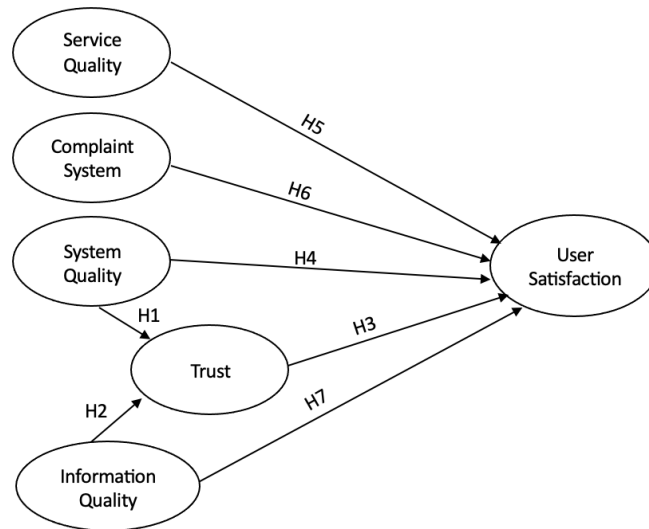 Service
Quality
H5
Complaint
System
H6
System
Quality
H4
User
Satisfaction
H1
H3
Trust
H2
H7
Information
Quality